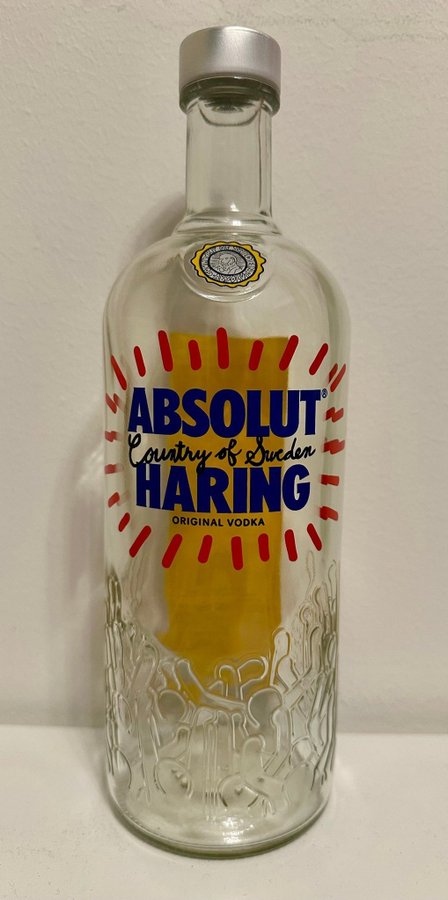 ABSOLUT®
Country of Sweden
HARING
ORIGINAL VODKA